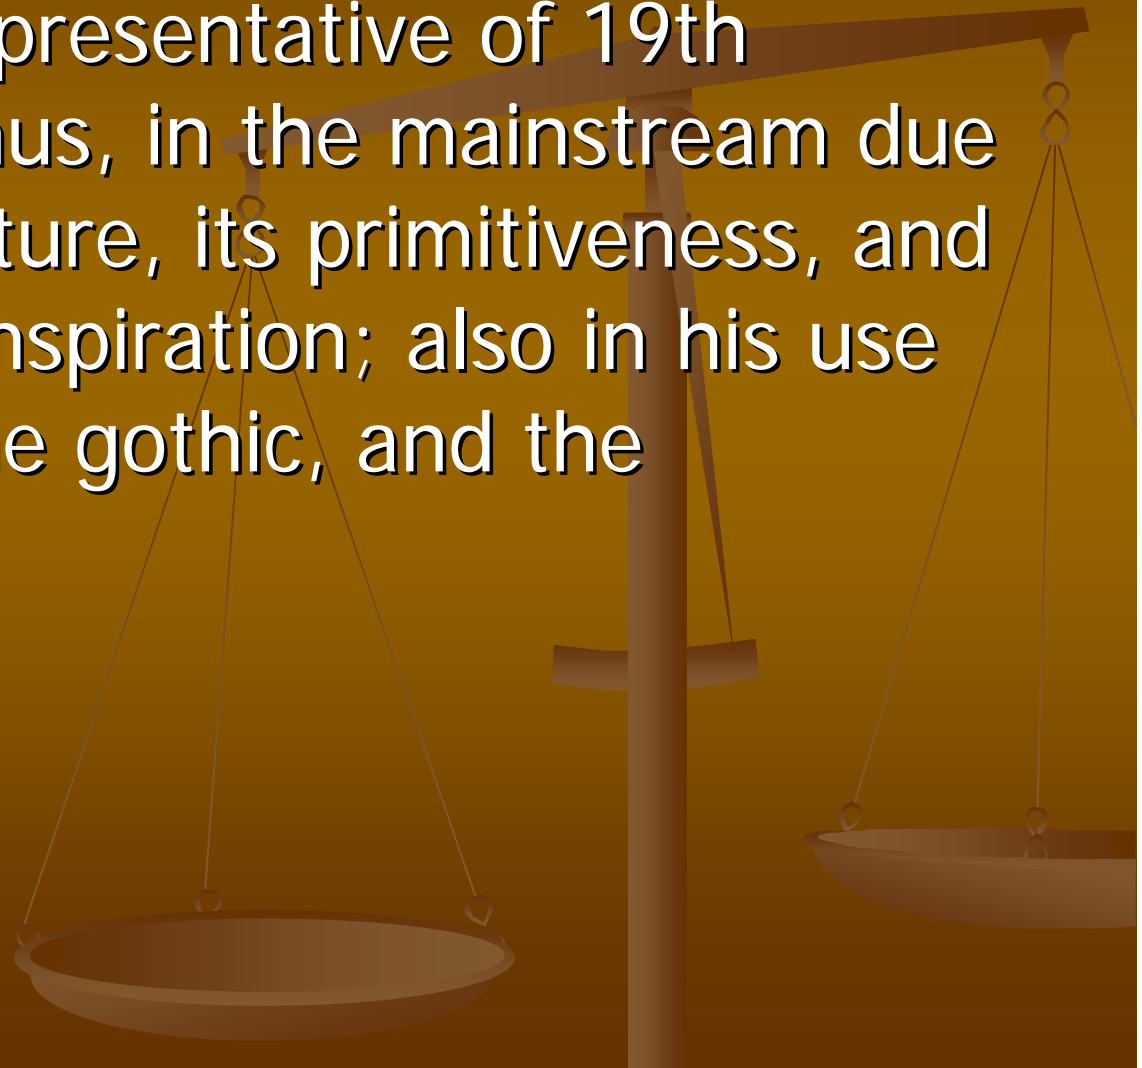 presentative of 19th
us, in the mainstream due
ture, its primitiveness, and
nspiration; also in his use
e gothic, and the